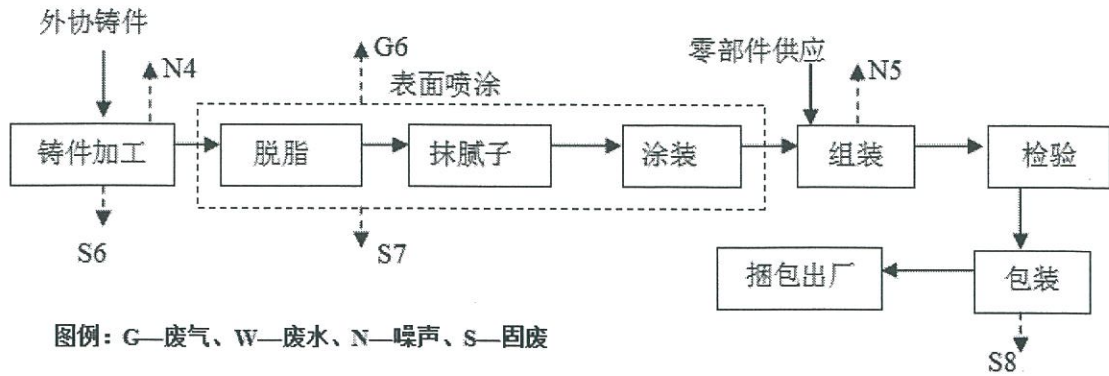 外协铸件
N4
G6
表面喷涂
零部件供应
N5
铸件加工
脱脂
抹腻子
涂装
组装
检验
S6
S7
捆包出厂
包装
图例：G—废气、W—废水、N—噪声、S—固废
S8